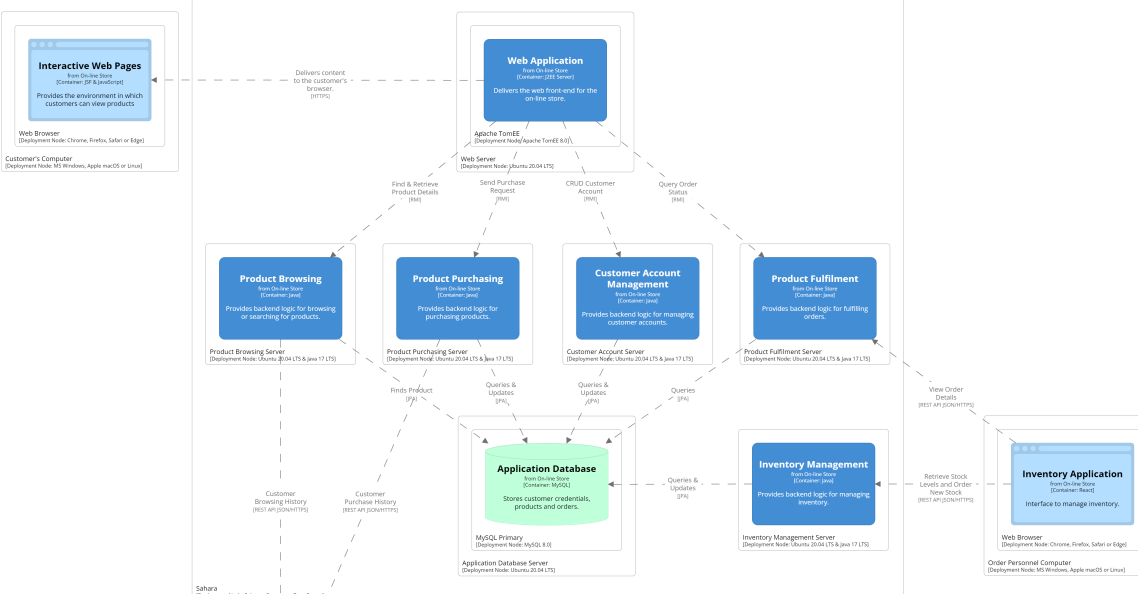 Interactive Web Pages
from On-line Store
[Container: JSF & JavaScript]
Provides the environment in which
customers can view products
Web Browser
[Deployment Node: Chrome, Firefox, Safari or Edge]
Customer's Computer
[Deployment Node: MS Windows, Apple macOS or Linux]
Delivers content
to the customer's
browser.
[HTTPS]
Web Application
from On-line Store
[Container: J2EE Server]
Delivers the web front-end for the
on-line store.
Apache TomEE
[Deployment Node: Apache TomEE 8.0]
Web Server
[Deployment Node: Ubuntu 20.04 LTS]
Find & Retrieve
Product Details
[RMI]
Send Purchase
Request
[RMI]
CRUD Customer
Account
[RMI]
Query Order
Status
[RMI]
Product Browsing
from On-line Store
[Container: Java]
Provides backend logic for browsing
or searching for products.
Product Browsing Server
[Deployment Node: Ubuntu 20.04 LTS & Java 17 LTS]
Product Purchasing
from On-line Store
[Container: Java]
Provides backend logic for
purchasing products.
Product Purchasing Server
[Deployment Node: Ubuntu 20.04 LTS & Java 17 LTS]
Customer Account
Management
from On-line Store
[Container: Java]
Provides backend logic for managing
customer accounts.
Customer Account Server
[Deployment Node: Ubuntu 20.04 LTS & Java 17 LTS]
Product Fulfilment
from On-line Store
[Container: Java]
Provides backend logic for fulfilling
orders.
Product Fulfilment Server
[Deployment Node: Ubuntu 20.04 LTS & Java 17 LTS]
Finds Product
[JPA]
Queries &
Updates
[JPA]
Queries &
Updates
[JPA]
Queries
[JPA]
View Order
Details
[REST API JSON/HTTPS]
Application Database
from On-line Store
[Container: MySQL]
Stores customer credentials,
products and orders.
MySQL Primary
[Deployment Node: MySQL 8.0]
Application Database Server
[Deployment Node: Ubuntu 20.04 LTS]
Queries &
Updates
[JPA]
Inventory Management
from On-line Store
[Container: Java]
Provides backend logic for managing
inventory.
Inventory Management Server
[Deployment Node: Ubuntu 20.04 LTS & Java 17 LTS]
Retrieve Stock
Levels and Order
New Stock
[REST API JSON/HTTPS]
Inventory Application
from On-line Store
[Container: React]
Interface to manage inventory.
Web Browser
[Deployment Node: Chrome, Firefox, Safari or Edge]
Order Personnel Computer
[Deployment Node: MS Windows, Apple macOS or Linux]
Customer
Browsing History
[REST API JSON/HTTPS]
Customer
Purchase History
[REST API JSON/HTTPS]
Sahara